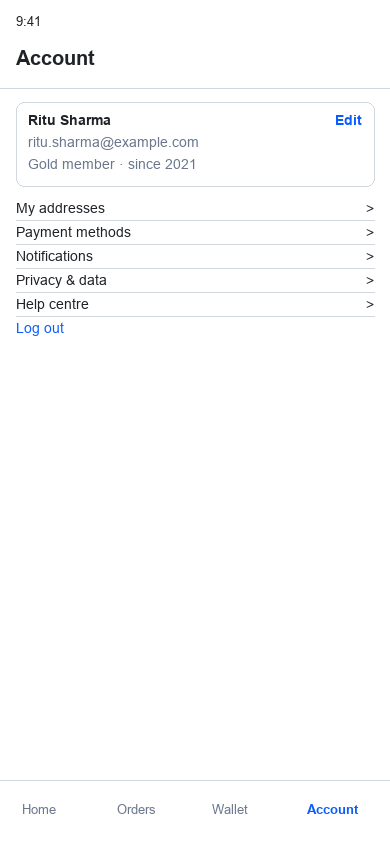 9:41
Account
Ritu Sharma Edit
ritu.sharma@example.com
Gold member · since 2021
My addresses >
Payment methods >
Notifications >
Privacy & data >
Help centre >
Log out
Home Orders Wallet Account